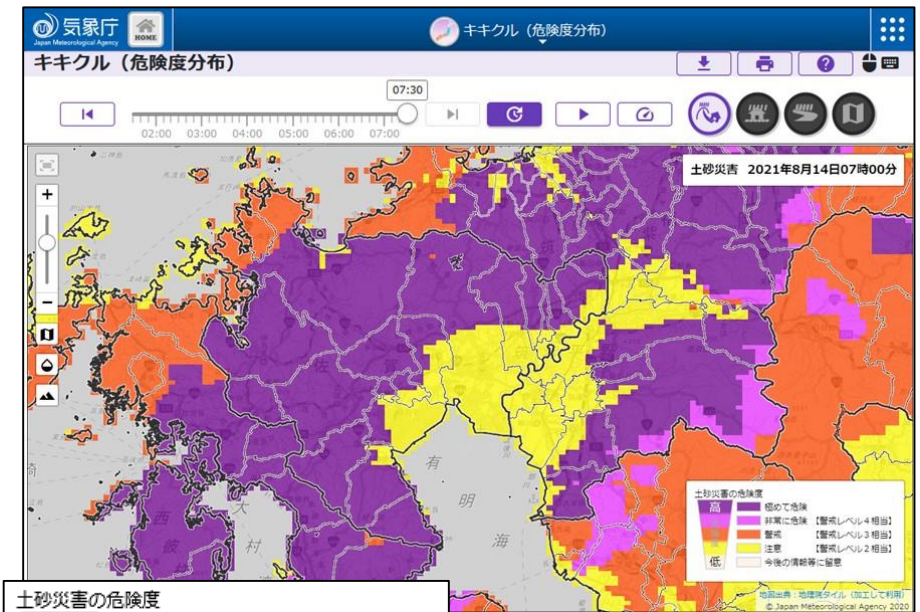 気象庁
Japan Meteorological Agency
HOME
キキクル（危険度分布）
キキクル（危険度分布）
07:30
02:00 03:00 04:00 05:00 06:00 07:00
土砂災害 2021年8月14日07時00分
佐
有
明
海
大
村
西
彼
土砂災害の危険度
高
極めて危険
非常に危険 【警戒レベル４相当】
警戒 【警戒レベル３相当】
注意 【警戒レベル２相当】
低
今後の情報等に留意
地図出典：地理院タイル（加工して利用）
© Japan Meteorological Agency 2020
土砂災害の危険度